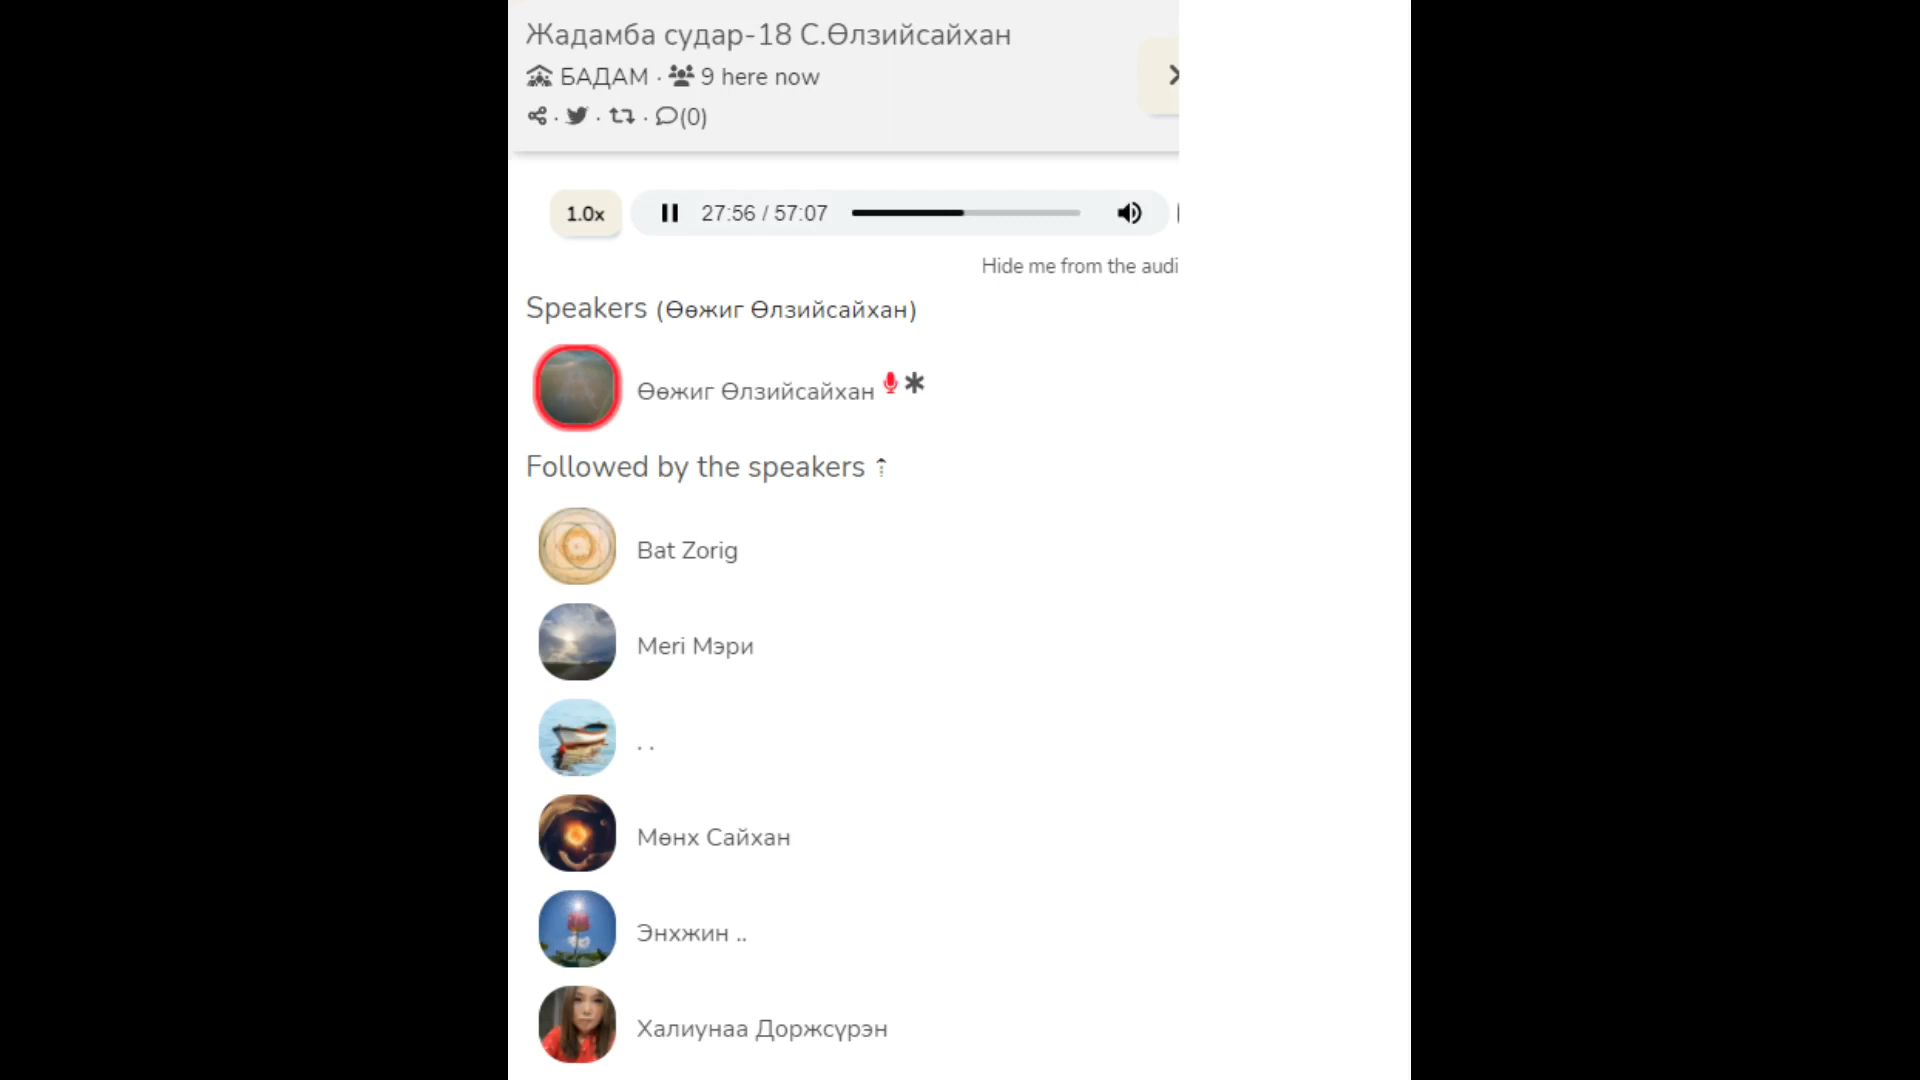 Жадамба судар-18 С.Өлзийсайхан
БАДАМ · 9 here now
· · · (0)
1.0x 27:56 / 57:07
Hide me from the audi
Speakers (Өөжиг Өлзийсайхан)
Өөжиг Өлзийсайхан
Followed by the speakers
Bat Zorig
Meri Мэри
. .
Мөнх Сайхан
Энхжин ..
Халиунаа Доржсүрэн